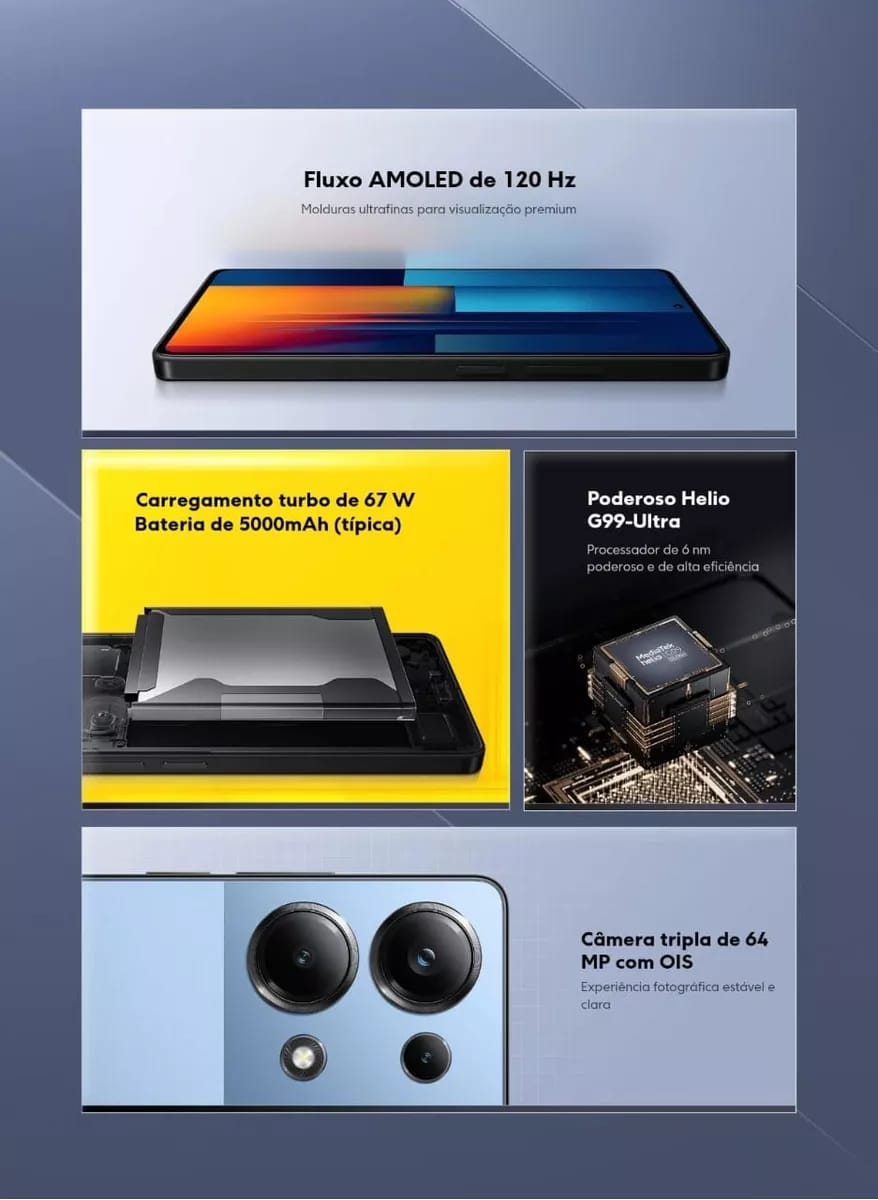 Fluxo AMOLED de 120 Hz
Molduras ultrafinas para visualização premium
Carregamento turbo de 67 W
Bateria de 5000mAh (típica)
Poderoso Helio
G99-Ultra
Processador de 6 nm
poderoso e de alta eficiência
MediaTek
helio G99
Câmera tripla de 64
MP com OIS
Experiência fotográfica estável e
clara